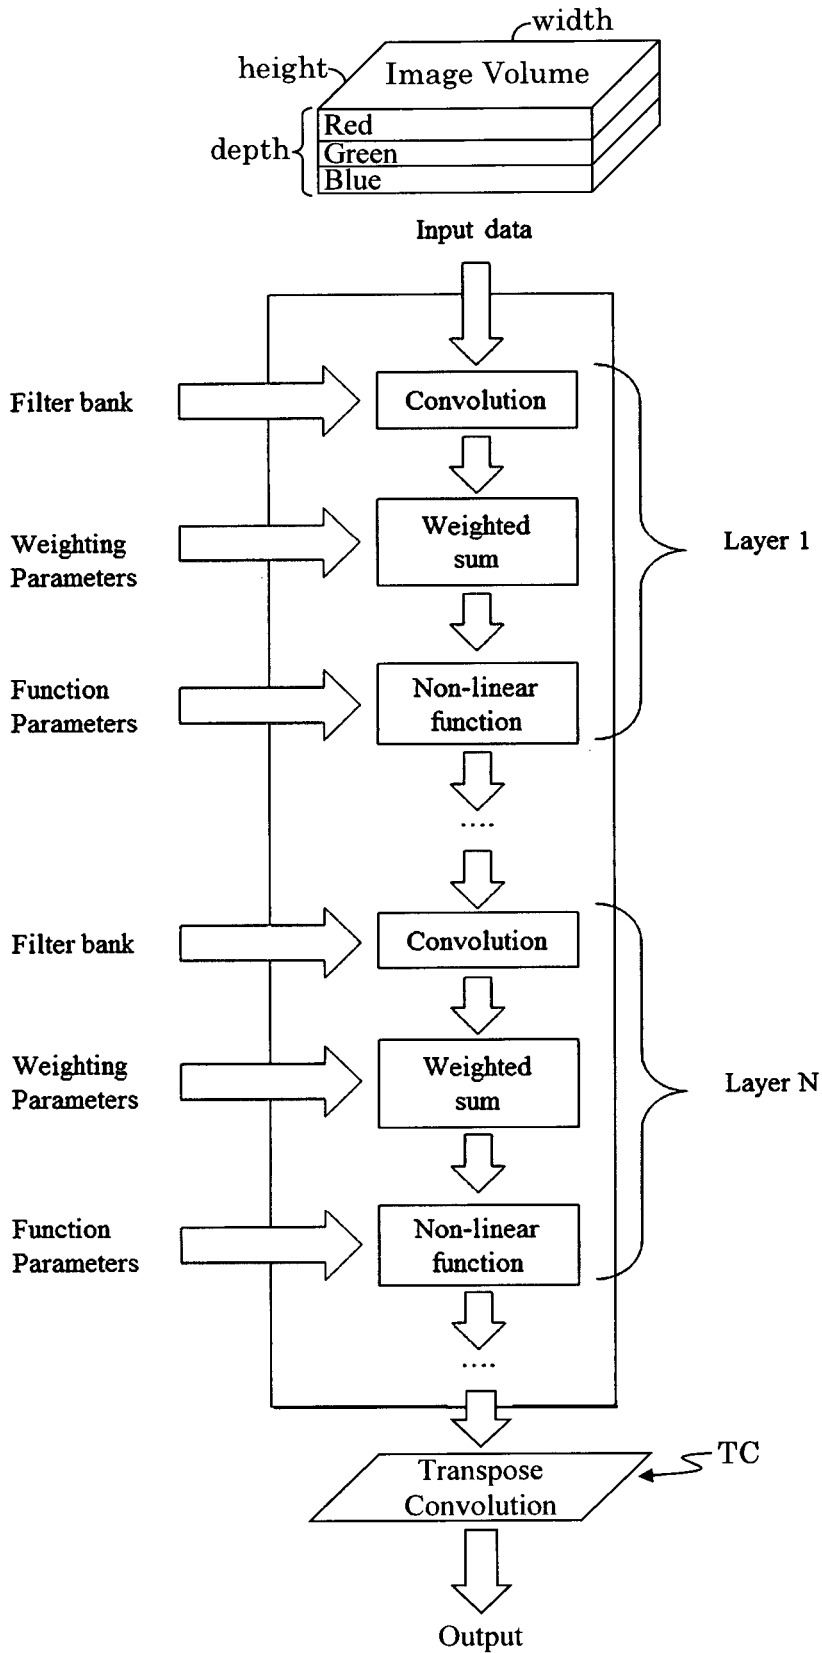 width
height
Image Volume
depth
Red
Green
Blue
Input data
Filter bank
Convolution
Weighting
Parameters
Weighted
sum
Layer 1
Function
Parameters
Non-linear
function
....
Filter bank
Convolution
Weighting
Parameters
Weighted
sum
Layer N
Function
Parameters
Non-linear
function
....
Transpose
Convolution
TC
Output